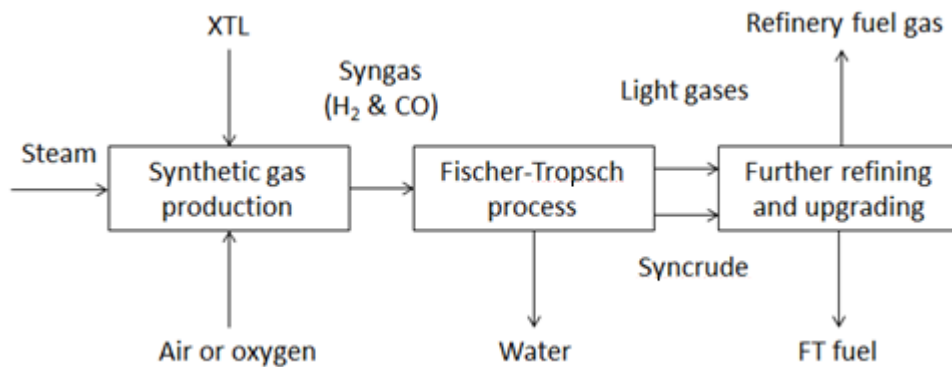 XTL
Refinery fuel gas
Syngas
(H₂ & CO)
Light gases
Steam
Synthetic gas
production
Fischer-Tropsch
process
Further refining
and upgrading
Syncrude
Air or oxygen
Water
FT fuel